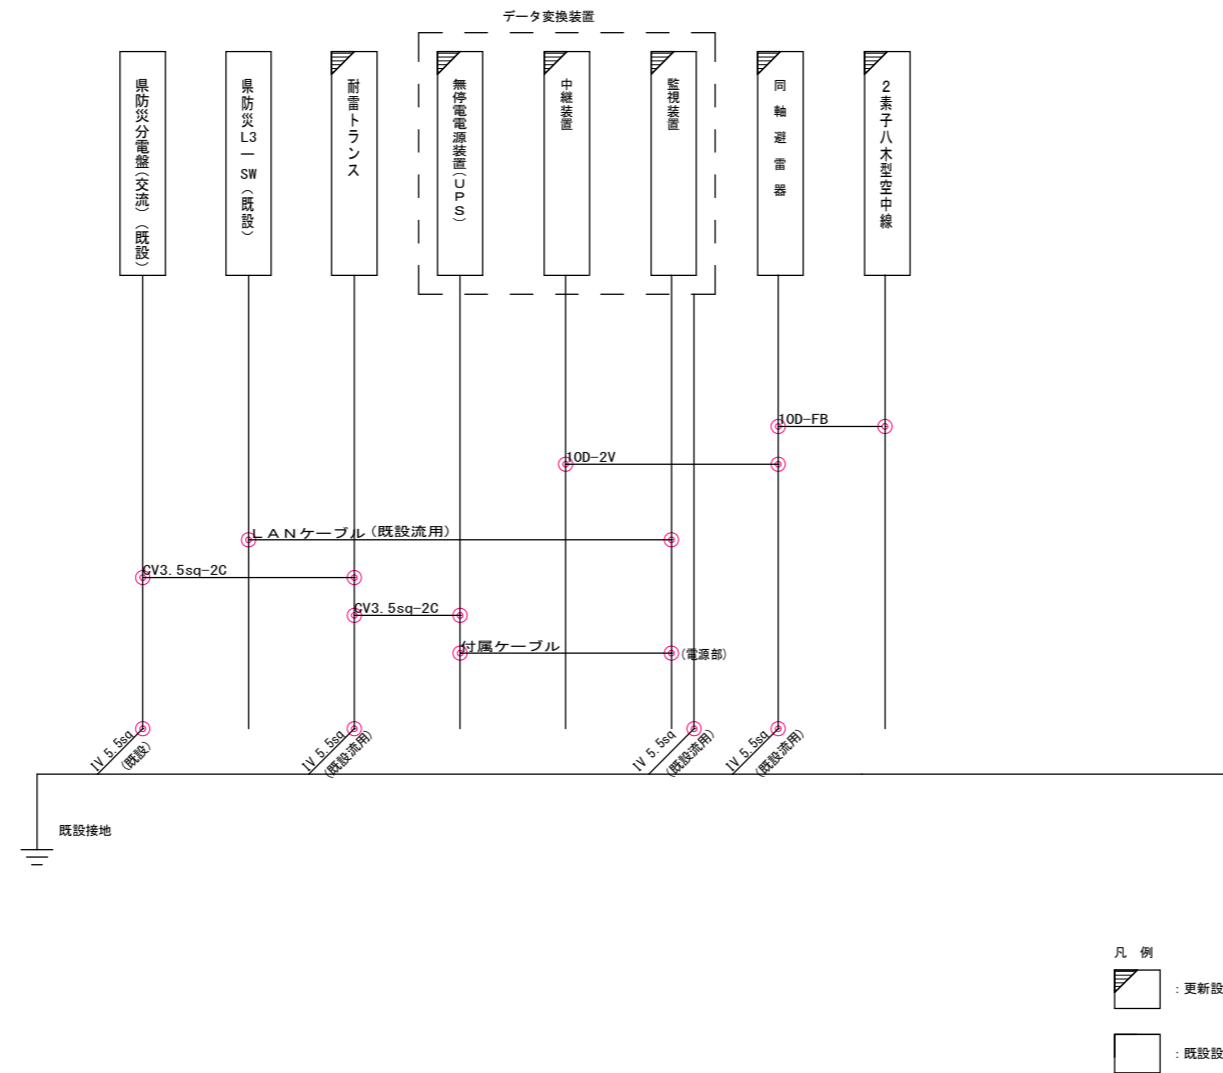 データ変換装置
県防災分電盤(交流)(既設)
県防災L3ーSW(既設)
耐雷トランス
無停電電源装置(UPS)
中継装置
監視装置
同軸避雷器
2素子八木型空中線
10D-FB
10D-2V
LANケーブル(既設流用)
CV3.5sq-2C
CV3.5sq-2C
付属ケーブル
(電源部)
IV 5.5sq
(既設)
IV 5.5sq
(既設流用)
IV 5.5sq
(既設流用)
IV 5.5sq
(既設流用)
既設接地
凡 例
:更新設
:既設設